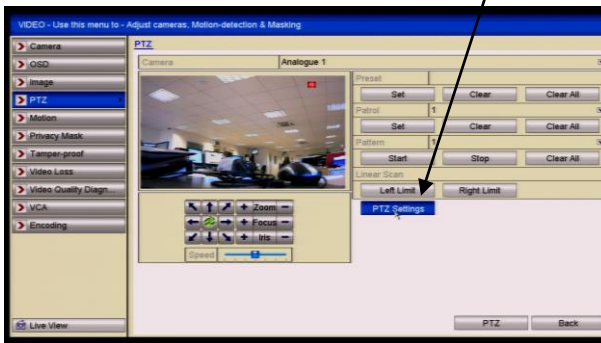 VIDEO - Use this menu to - Adjust cameras, Motion-detection & Masking
Camera
OSD
Image
PTZ
Motion
Privacy Mask
Tamper-proof
Video Loss
Video Quality Diagn...
VCA
Encoding
Live View
PTZ
Camera Analogue 1
Zoom
Focus
Iris
Speed
Preset
Set Clear Clear All
Patrol 1
Set Clear Clear All
Pattern 1
Start Stop Clear All
Linear Scan
Left Limit Right Limit
PTZ Settings
PTZ Back